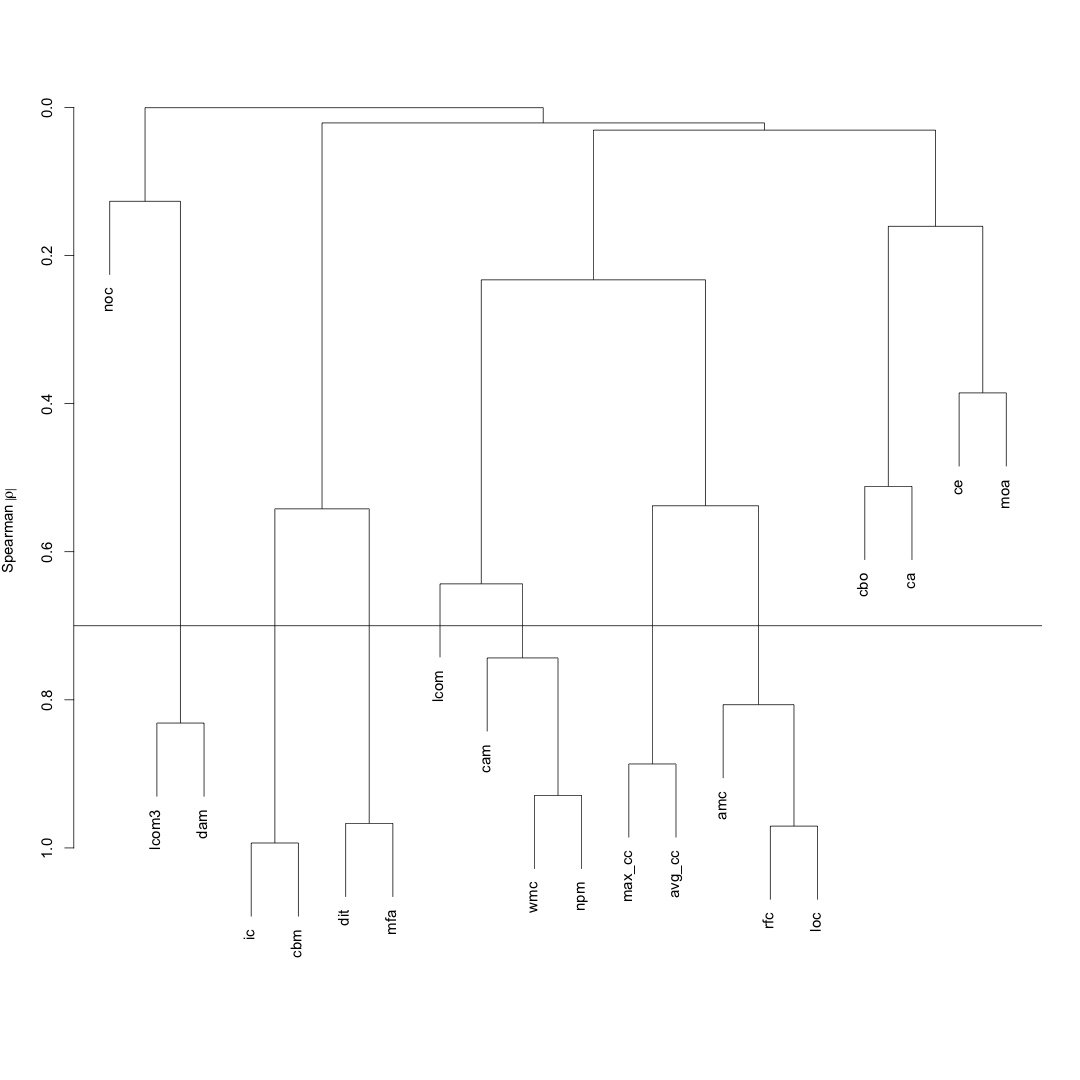 Spearman |ρ|
0.0
0.2
0.4
0.6
0.8
1.0
noc
lcom3
dam
ic
cbm
dit
mfa
lcom
cam
wmc
npm
max_cc
avg_cc
amc
rfc
loc
cbo
ca
ce
moa